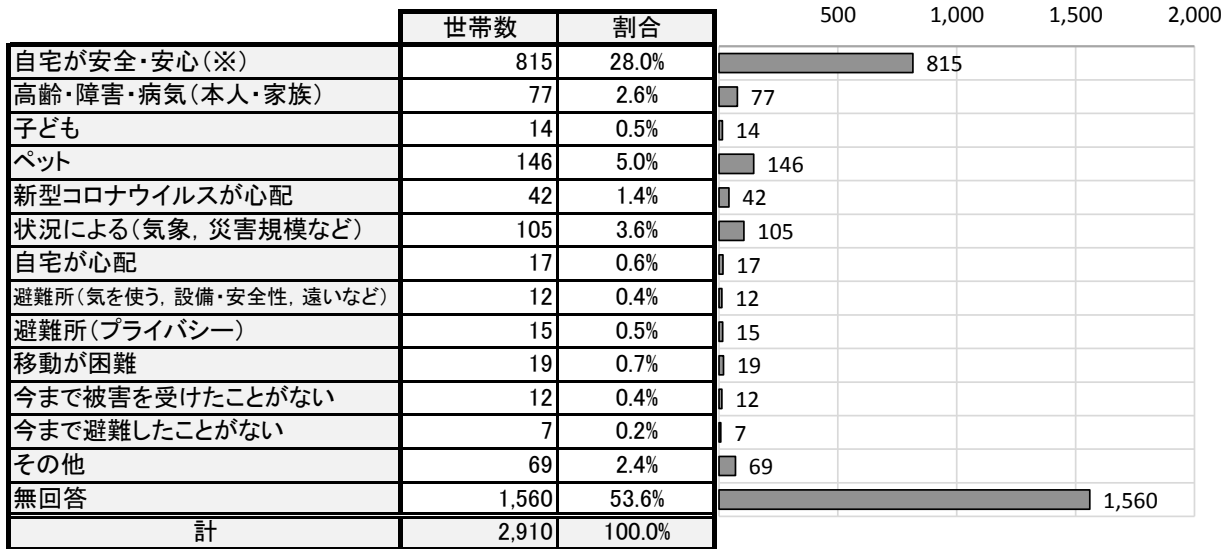 世帯数 割合 500 1,000 1,500 2,000
自宅が安全・安心(※) 815 28.0% 815
高齢・障害・病気(本人・家族) 77 2.6% 77
子ども 14 0.5% 14
ペット 146 5.0% 146
新型コロナウイルスが心配 42 1.4% 42
状況による(気象,災害規模など) 105 3.6% 105
自宅が心配 17 0.6% 17
避難所(気を使う,設備・安全性,遠いなど) 12 0.4% 12
避難所(プライバシー) 15 0.5% 15
移動が困難 19 0.7% 19
今まで被害を受けたことがない 12 0.4% 12
今まで避難したことがない 7 0.2% 7
その他 69 2.4% 69
無回答 1,560 53.6% 1,560
計 2,910 100.0%